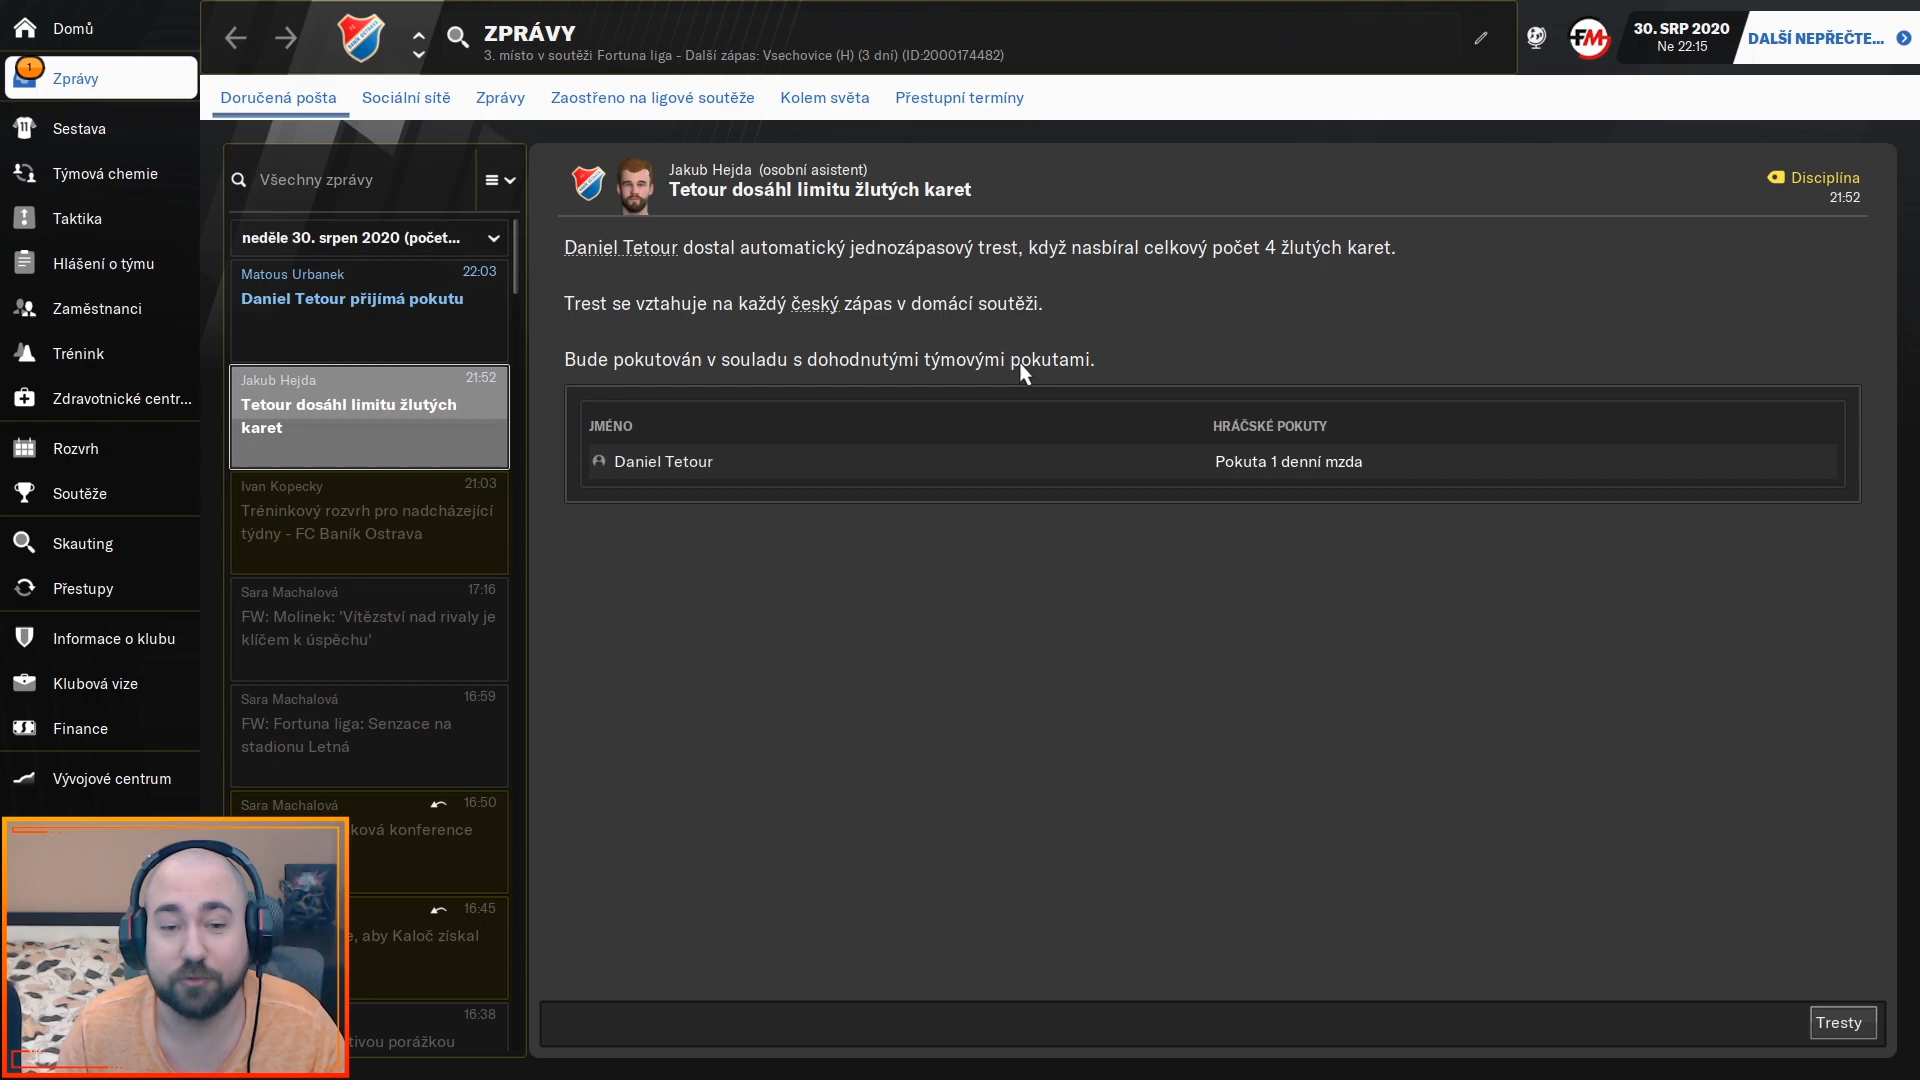 Domů
1
Zprávy
Sestava
Týmová chemie
Taktika
Hlášení o týmu
Zaměstnanci
Trénink
Zdravotnické centr...
Rozvrh
Soutěže
Skauting
Přestupy
Informace o klubu
Klubová vize
Finance
Vývojové centrum
ZPRÁVY
3. místo v soutěži Fortuna liga - Další zápas: Vsechovice (H) (3 dní) (ID:2000174482)
FM
30. SRP 2020
Ne 22:15
DALŠÍ NEPŘEČTE...
Doručená pošta
Sociální sítě
Zprávy
Zaostřeno na ligové soutěže
Kolem světa
Přestupní termíny
Všechny zprávy
neděle 30. srpen 2020 (počet...
Matous Urbanek 22:03
Daniel Tetour přijímá pokutu
Jakub Hejda 21:52
Tetour dosáhl limitu žlutých
karet
Ivan Kopecky 21:03
Tréninkový rozvrh pro nadcházející
týdny - FC Baník Ostrava
Sara Machalová 17:16
FW: Molinek: 'Vítězství nad rivaly je
klíčem k úspěchu'
Sara Machalová 16:59
FW: Fortuna liga: Senzace na
stadionu Letná
Sara Machalová 16:50
ková konference
16:45
e, aby Kaloč získal
16:38
tivou porážkou
Jakub Hejda (osobní asistent)
Tetour dosáhl limitu žlutých karet
Disciplína
21:52
Daniel Tetour dostal automatický jednozápasový trest, když nasbíral celkový počet 4 žlutých karet.
Trest se vztahuje na každý český zápas v domácí soutěži.
Bude pokutován v souladu s dohodnutými týmovými pokutami.
JMÉNO HRÁČSKÉ POKUTY
Daniel Tetour Pokuta 1 denní mzda
Tresty